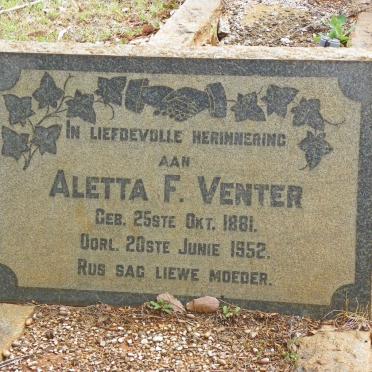 IN LIEFDEVOLLE HERINNERING
AAN
ALETTA F. VENTER
GEB. 25STE OKT. 1881.
OORL. 20STE JUNIE 1952.
RUS SAG LIEWE MOEDER.